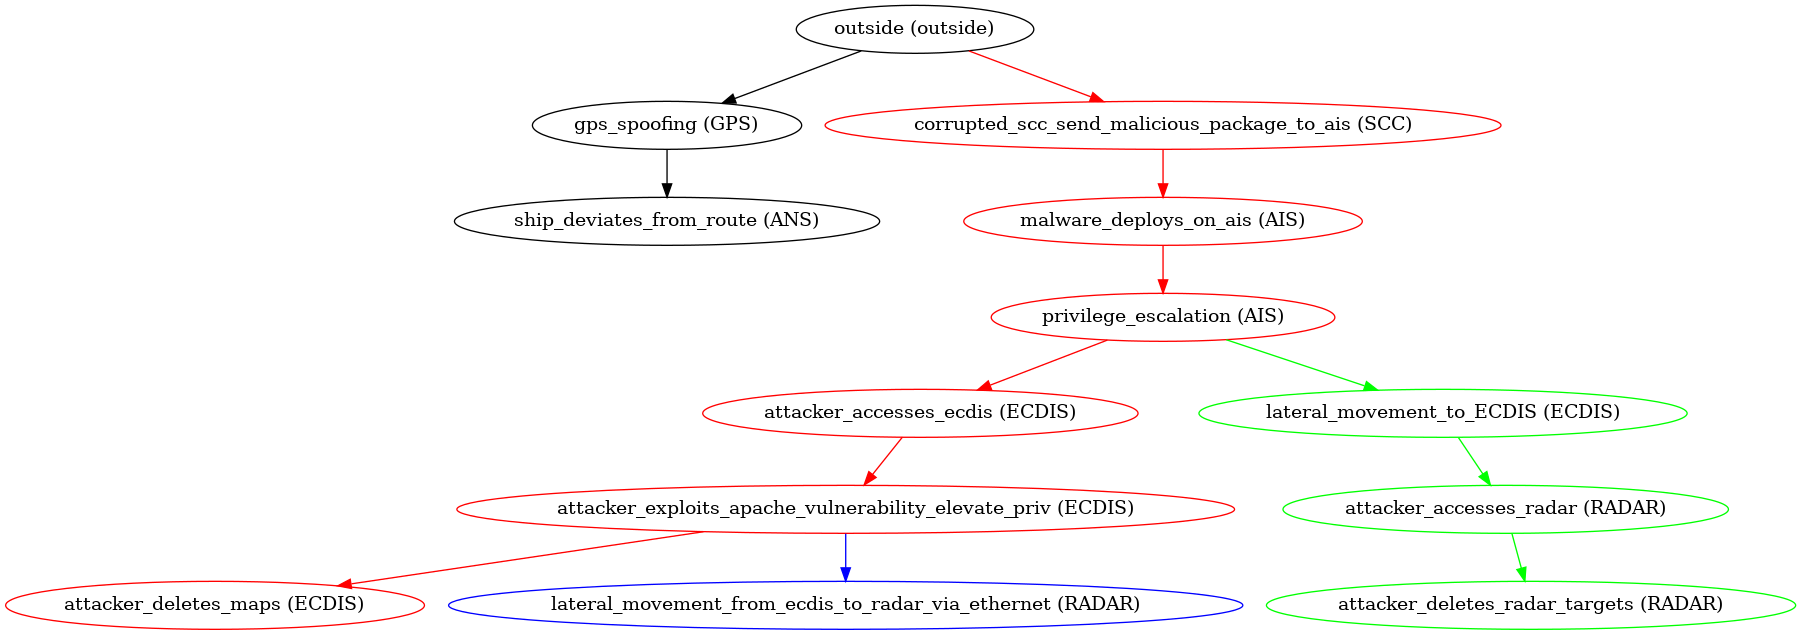 outside (outside)
gps_spoofing (GPS)
corrupted_scc_send_malicious_package_to_ais (SCC)
ship_deviates_from_route (ANS)
malware_deploys_on_ais (AIS)
privilege_escalation (AIS)
attacker_accesses_ecdis (ECDIS)
lateral_movement_to_ECDIS (ECDIS)
attacker_exploits_apache_vulnerability_elevate_priv (ECDIS)
attacker_accesses_radar (RADAR)
attacker_deletes_maps (ECDIS)
lateral_movement_from_ecdis_to_radar_via_ethernet (RADAR)
attacker_deletes_radar_targets (RADAR)